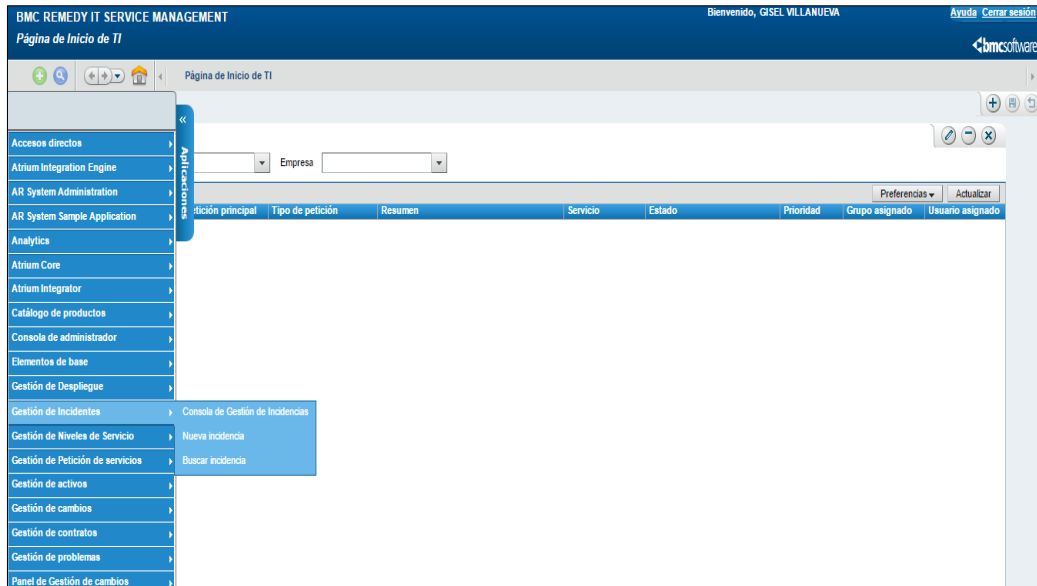 BMC REMEDY IT SERVICE MANAGEMENT
Bienvenido, GISEL VILLANUEVA
Ayuda Cerrar sesión
Página de Inicio de TI
bmcsoftware
Página de Inicio de TI
Aplicaciones
Empresa
Preferencias
Actualizar
principal
Tipo de petición
Resumen
Servicio
Estado
Prioridad
Grupo asignado
Usuario asignado
Accesos directos
Atrium Integration Engine
AR System Administration
AR System Sample Application
Analytics
Atrium Core
Atrium Integrator
Catálogo de productos
Consola de administrador
Elementos de base
Gestión de Despliegue
Gestión de Incidentes
Consola de Gestión de Incidencias
Nueva incidencia
Buscar incidencia
Gestión de Niveles de Servicio
Gestión de Petición de servicios
Gestión de activos
Gestión de cambios
Gestión de contratos
Gestión de problemas
Panel de Gestión de cambios